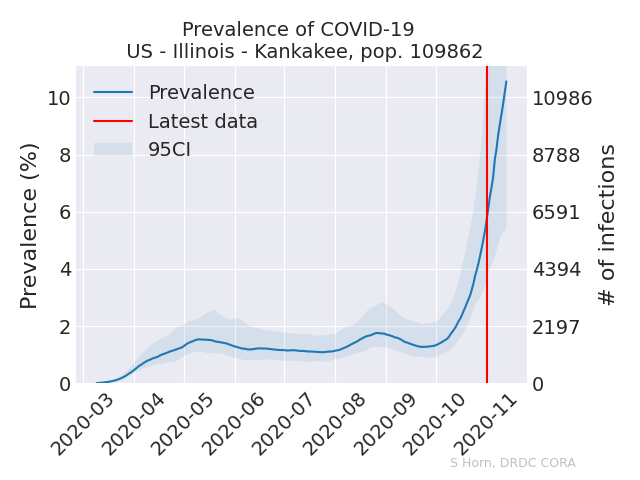 Prevalence of COVID-19
US - Illinois - Kankakee, pop. 109862
Prevalence
Latest data
95CI
Prevalence (%)
10
8
6
4
2
0
10986
8788
6591
4394
2197
0
# of infections
2020-03
2020-04
2020-05
2020-06
2020-07
2020-08
2020-09
2020-10
2020-11
S Horn, DRDC CORA